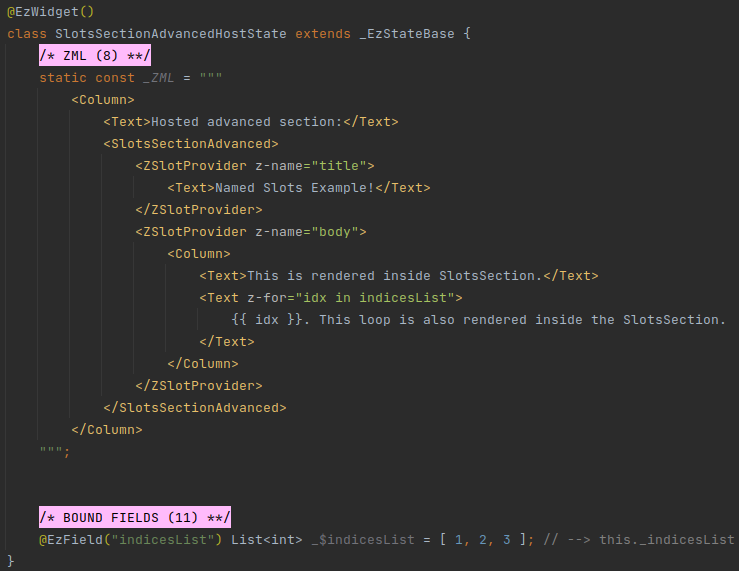 @EzWidget()
class SlotsSectionAdvancedHostState extends _EzStateBase {
    /* ZML (8) **/
    static const _ZML = """
        <Column>
            <Text>Hosted advanced section:</Text>
            <SlotsSectionAdvanced>
                <ZSlotProvider z-name="title">
                    <Text>Named Slots Example!</Text>
                </ZSlotProvider>
                <ZSlotProvider z-name="body">
                    <Column>
                        <Text>This is rendered inside SlotsSection.</Text>
                        <Text z-for="idx in indicesList">
                            {{ idx }}. This loop is also rendered inside the SlotsSection.
                        </Text>
                    </Column>
                </ZSlotProvider>
            </SlotsSectionAdvanced>
        </Column>
    """;
    /* BOUND FIELDS (11) **/
    @EzField("indicesList") List<int> _$indicesList = [ 1, 2, 3 ]; // --> this._indicesList
}